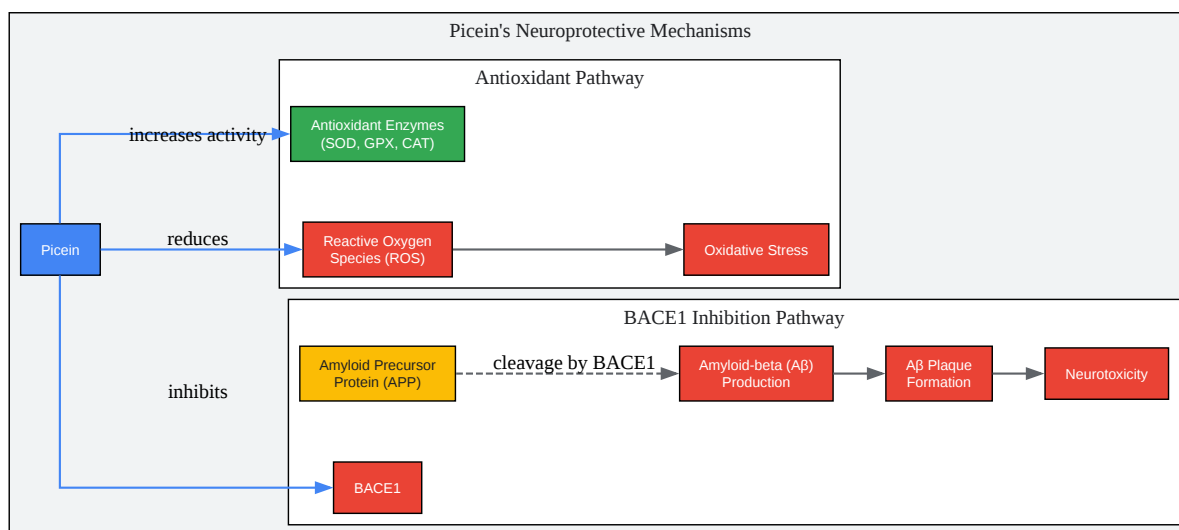 Picein's Neuroprotective Mechanisms
Antioxidant Pathway
increases activity
Antioxidant Enzymes
(SOD, GPX, CAT)
Picein
reduces
Reactive Oxygen
Species (ROS)
Oxidative Stress
BACE1 Inhibition Pathway
Amyloid Precursor
Protein (APP)
cleavage by BACE1
Amyloid-beta (Aβ)
Production
Aβ Plaque
Formation
Neurotoxicity
inhibits
BACE1